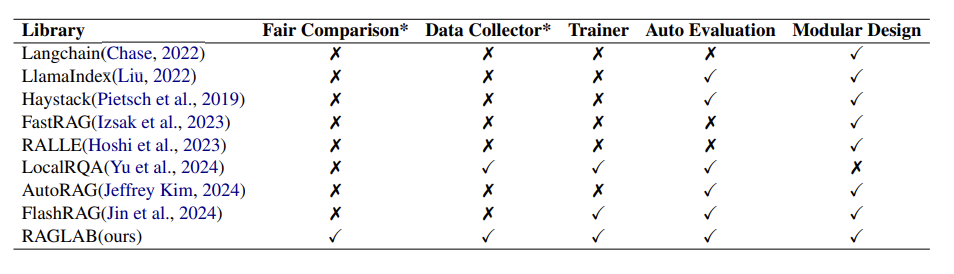 Library Fair Comparison* Data Collector* Trainer Auto Evaluation Modular Design
Langchain(Chase, 2022) ✗ ✗ ✗ ✗ ✓
LlamaIndex(Liu, 2022) ✗ ✗ ✗ ✓ ✓
Haystack(Pietsch et al., 2019) ✗ ✗ ✗ ✓ ✓
FastRAG(Izsak et al., 2023) ✗ ✗ ✗ ✗ ✓
RALLE(Hoshi et al., 2023) ✗ ✗ ✗ ✗ ✓
LocalRQA(Yu et al., 2024) ✗ ✓ ✓ ✓ ✗
AutoRAG(Jeffrey Kim, 2024) ✗ ✗ ✗ ✓ ✓
FlashRAG(Jin et al., 2024) ✗ ✗ ✓ ✓ ✓
RAGLAB(ours) ✓ ✓ ✓ ✓ ✓